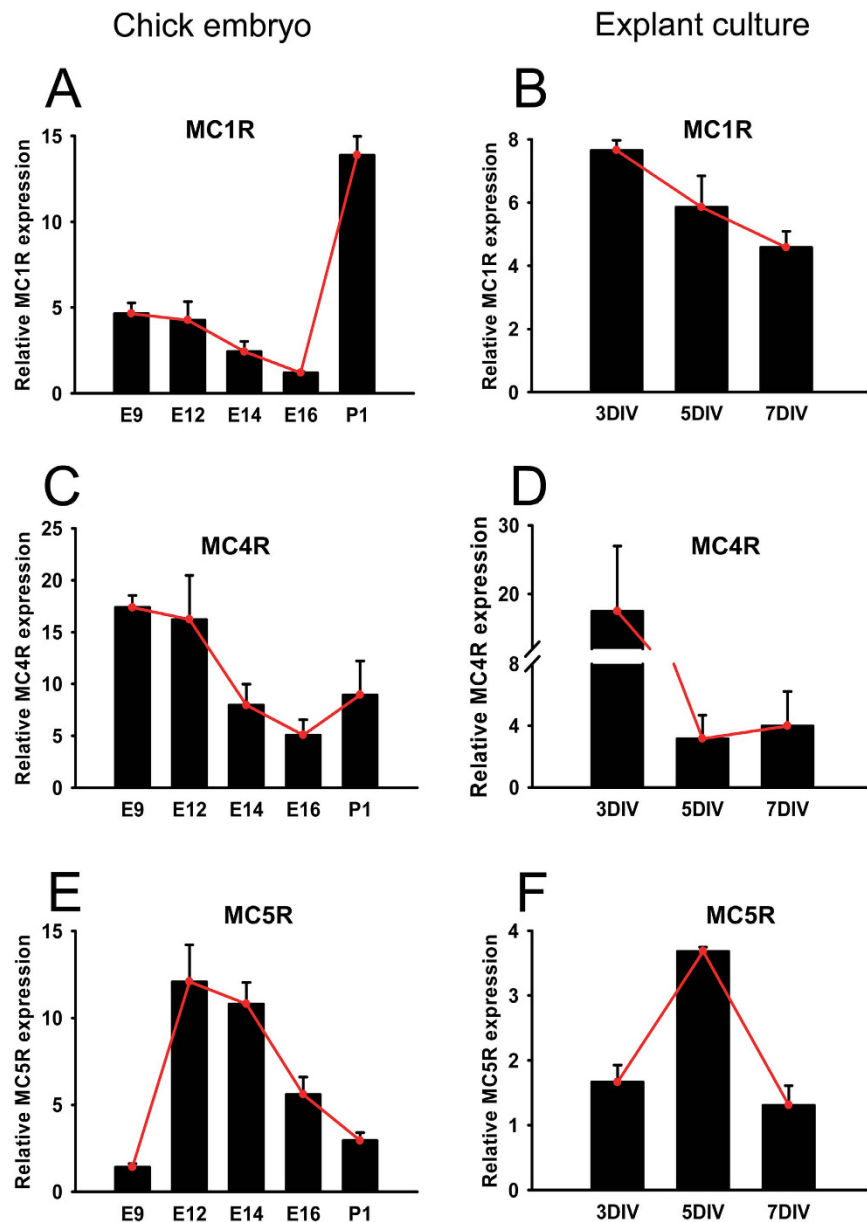 Chick embryo
Explant culture
A
MC1R
Relative MC1R expression
15
10
5
0
E9 E12 E14 E16 P1
B
MC1R
Relative MC1R expression
8
6
4
2
0
3DIV 5DIV 7DIV
C
MC4R
Relative MC4R expression
25
20
15
10
5
0
E9 E12 E14 E16 P1
D
MC4R
Relative MC4R expression
30
20
8
4
0
3DIV 5DIV 7DIV
E
MC5R
Relative MC5R expression
15
10
5
0
E9 E12 E14 E16 P1
F
MC5R
Relative MC5R expression
4
3
2
1
0
3DIV 5DIV 7DIV